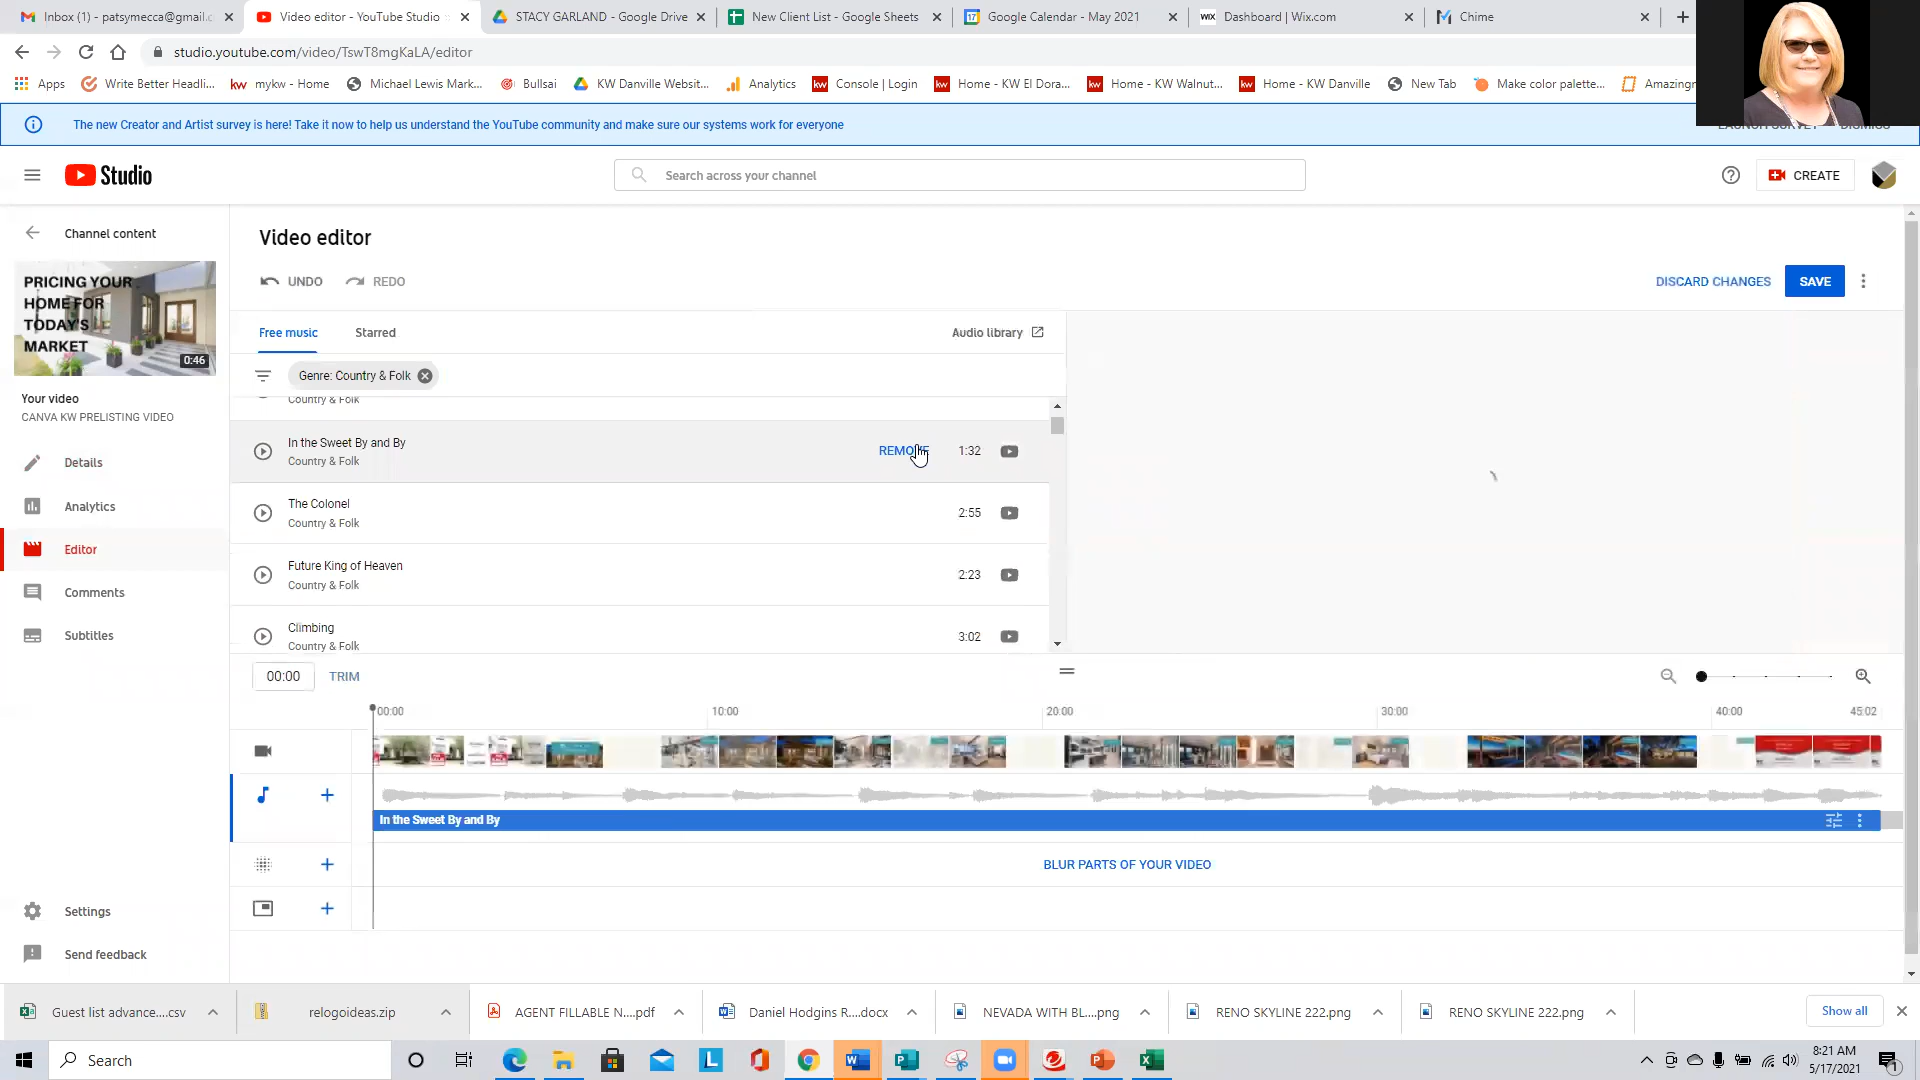 Inbox (1) - patsymecca@gmail.c
Video editor - YouTube Studio
STACY GARLAND - Google Drive
New Client List - Google Sheets
Google Calendar - May 2021
WIX Dashboard | Wix.com
Chime
studio.youtube.com/video/TswT8mgKaLA/editor
Apps
Write Better Headli...
kw mykw - Home
Michael Lewis Mark...
Bullsai
KW Danville Websit...
Analytics
kw Console | Login
kw Home - KW El Dora...
kw Home - KW Walnut...
kw Home - KW Danville
New Tab
Make color palette...
Amazing
The new Creator and Artist survey is here! Take it now to help us understand the YouTube community and make sure our systems work for everyone
LAUNCH SURVEY
DISMISS
Studio
Search across your channel
CREATE
Channel content
Video editor
PRICING YOUR
HOME FOR
TODAY'S
MARKET
0:46
UNDO
REDO
DISCARD CHANGES
SAVE
Free music
Starred
Audio library
Genre: Country & Folk
Your video
CANVA KW PRELISTING VIDEO
Country & Folk
In the Sweet By and By
Country & Folk
REMOVE
1:32
The Colonel
Country & Folk
2:55
Future King of Heaven
Country & Folk
2:23
Climbing
Country & Folk
3:02
Details
Analytics
Editor
Comments
Subtitles
00:00
TRIM
00:00
10:00
20:00
30:00
40:00
45:02
In the Sweet By and By
BLUR PARTS OF YOUR VIDEO
Settings
Send feedback
Guest list advance....csv
relogoideas.zip
AGENT FILLABLE N....pdf
Daniel Hodgins R....docx
NEVADA WITH BL....png
RENO SKYLINE 222.png
RENO SKYLINE 222.png
Show all
Search
8:21 AM
5/17/2021
1